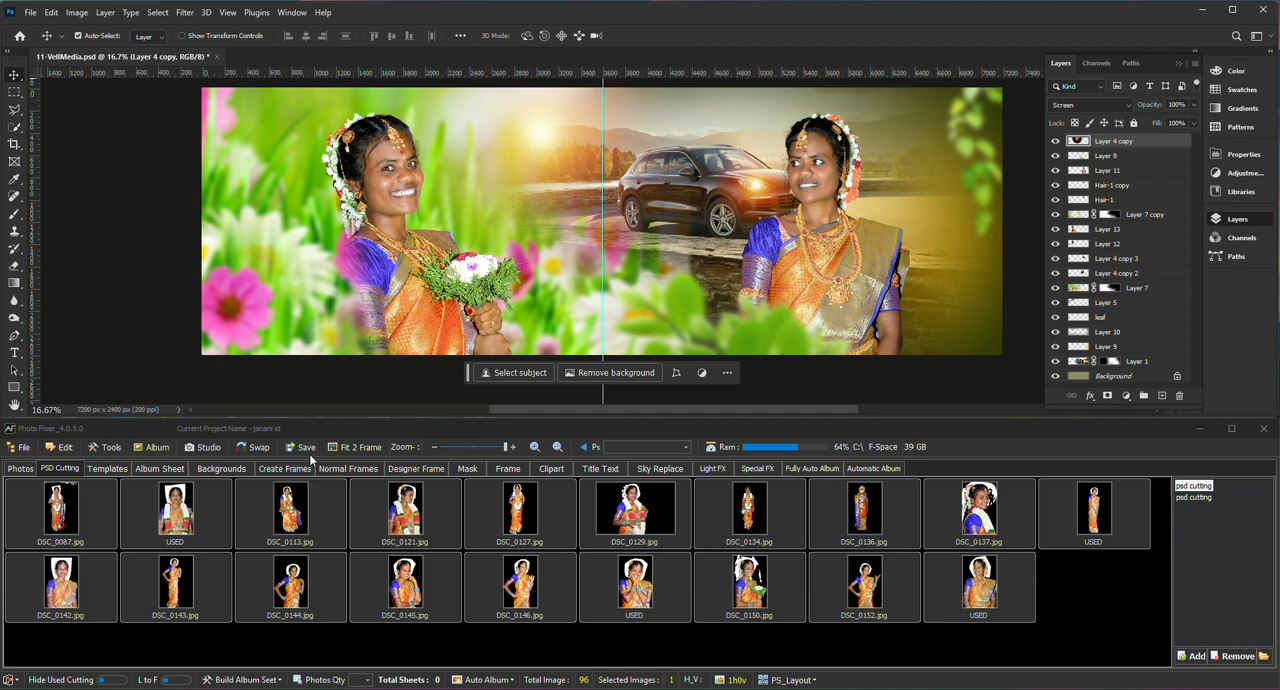 Ps File Edit Image Layer Type Select Filter 3D View Plugins Window Help
Auto-Select: Layer Show Transform Controls 3D Mode:
11-VellMedia.psd @ 16.7% (Layer 4 copy, RGB/8) *
Layers Channels Paths
Kind
Screen Opacity: 100%
Lock: Fill: 100%
Layer 4 copy
Layer 8
Layer 11
Hair-1 copy
Hair-1
Layer 7 copy
Layer 13
Layer 12
Layer 4 copy 3
Layer 4 copy 2
Layer 7
Layer 5
leaf
Layer 10
Layer 9
Layer 1
Background
Color
Swatches
Gradients
Patterns
Properties
Adjustme...
Libraries
Layers
Channels
Paths
Select subject Remove background
16.67% 7200 px x 2400 px (200 ppi)
AF Photo Fixer_4.0.5.0 Current Project Name - janani st
File Edit Tools Album Studio Swap Save Fit 2 Frame Zoom- : Ps Ram : 64% C:\ F-Space 39 GB
Photos PSD Cutting Templates Album Sheet Backgrounds Create Frames Normal Frames Designer Frame Mask Frame Clipart Title Text Sky Replace Light FX Special FX Fully Auto Album Automatic Album
DSC_0087.jpg USED DSC_0113.jpg DSC_0121.jpg DSC_0127.jpg DSC_0129.jpg DSC_0134.jpg DSC_0136.jpg DSC_0137.jpg USED
DSC_0142.jpg DSC_0143.jpg DSC_0144.jpg DSC_0145.jpg DSC_0146.jpg USED DSC_0150.jpg DSC_0152.jpg USED
psd cutting
psd cutting
Add Remove
Hide Used Cutting L to F Build Album Seet Photos Qty Total Sheets: 0 Auto Album Total Image: 96 Selected Images: 1 H_V: 1h0v PS_Layout